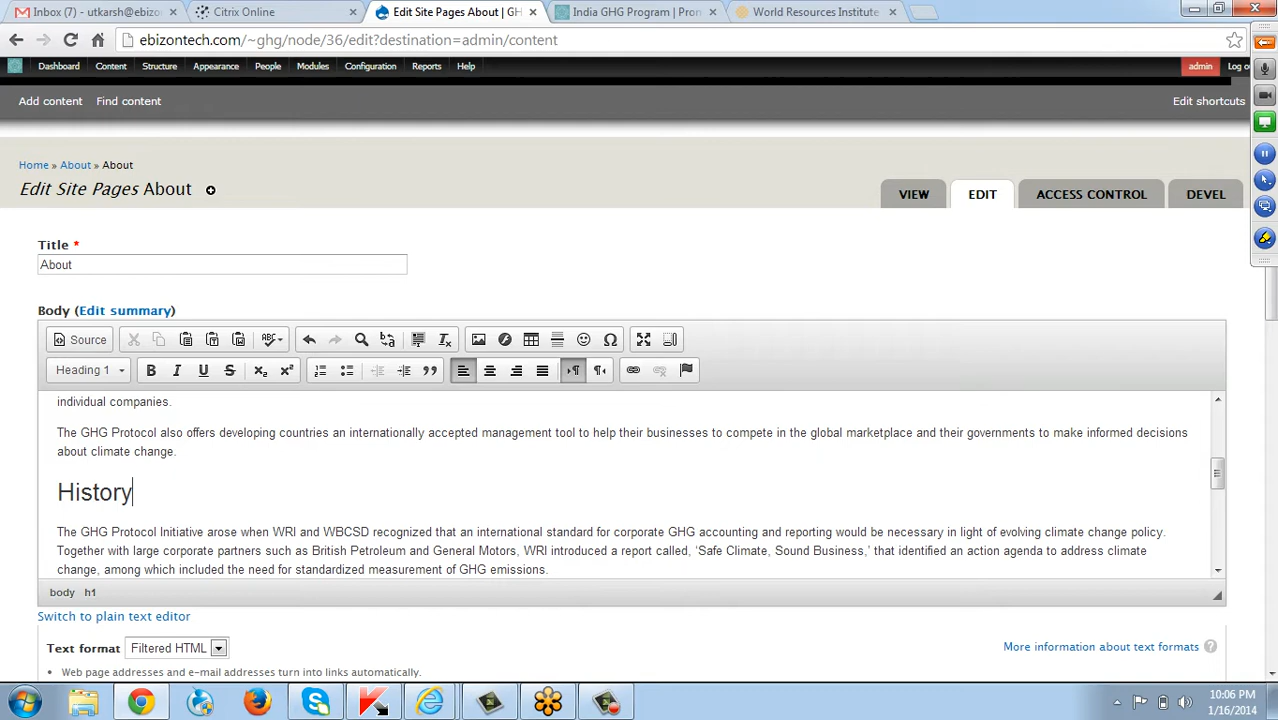 Inbox (7) - utkarsh@ebizo
Citrix Online
Edit Site Pages About | GH
India GHG Program | Pron
World Resources Institute
ebizontech.com/~ghg/node/36/edit?destination=admin/conten
Dashboard Content Structure Appearance People Modules Configuration Reports Help admin Log o
Add content Find content Edit shortcuts
Home » About » About
Edit Site Pages About
VIEW EDIT ACCESS CONTROL DEVEL
Title *
About
Body (Edit summary)
Source
Heading 1
individual companies.
The GHG Protocol also offers developing countries an internationally accepted management tool to help their businesses to compete in the global marketplace and their governments to make informed decisions
about climate change.
History
The GHG Protocol Initiative arose when WRI and WBCSD recognized that an international standard for corporate GHG accounting and reporting would be necessary in light of evolving climate change policy.
Together with large corporate partners such as British Petroleum and General Motors, WRI introduced a report called, 'Safe Climate, Sound Business,' that identified an action agenda to address climate
change, among which included the need for standardized measurement of GHG emissions.
body h1
Switch to plain text editor
Text format Filtered HTML More information about text formats
Web page addresses and e-mail addresses turn into links automatically.
10:06 PM
1/16/2014